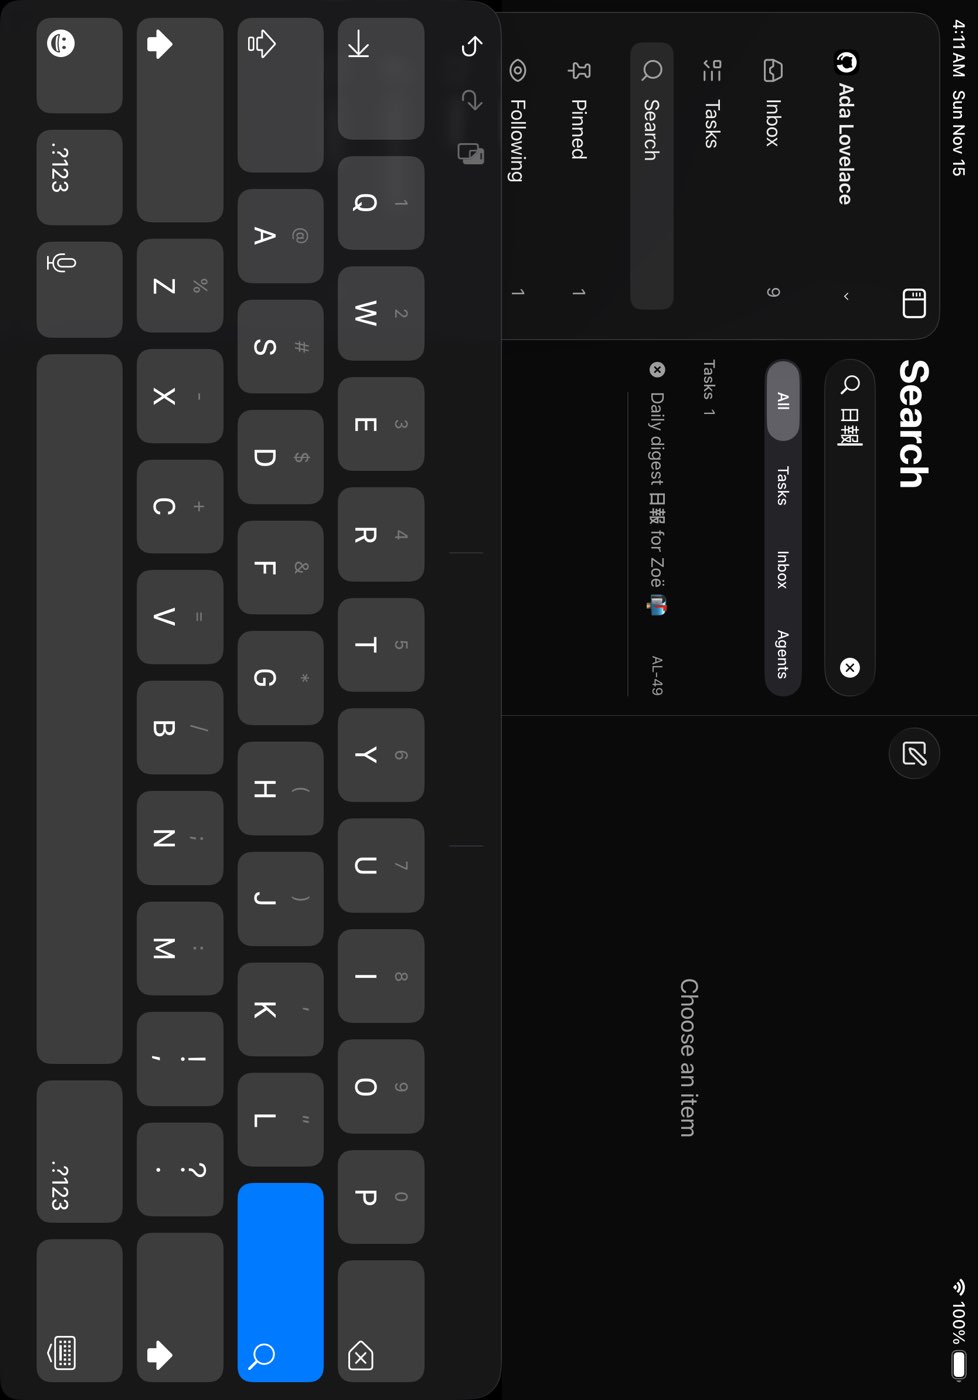 4:11 AM Sun Nov 15
100%
Ada Lovelace
Inbox 9
Tasks
Search
Pinned 1
Following 1
Search
日報
All Tasks Inbox Agents
Tasks 1
Daily digest 日報 for Zoë 📬 AL-49
Choose an item
1 2 3 4 5 6 7 8 9 0
Q W E R T Y U I O P
@ # $ & * ( ) ' "
A S D F G H J K L
% - + = / ; : ! ?
Z X C V B N M , .
.?123 .?123